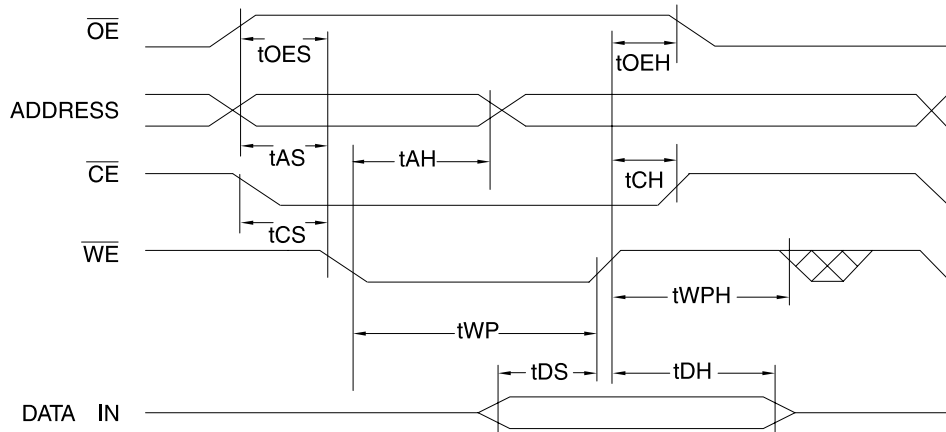 OE
tOES
tOEH
ADDRESS
tAS
tAH
CE
tCH
tCS
WE
tWPH
tWP
tDS
tDH
DATA IN